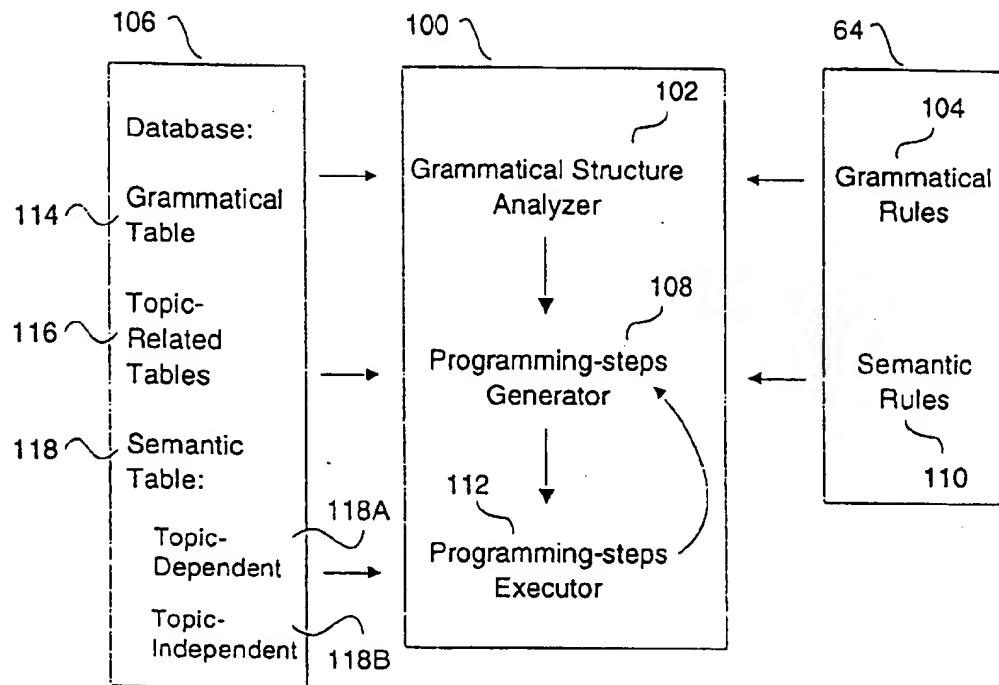 106
100
64
Database:
114
Grammatical
Table
116
Topic-
Related
Tables
118
Semantic
Table:
118A
Topic-
Dependent
Topic-
Independent
118B
102
Grammatical Structure
Analyzer
108
Programming-steps
Generator
112
Programming-steps
Executor
104
Grammatical
Rules
Semantic
Rules
110